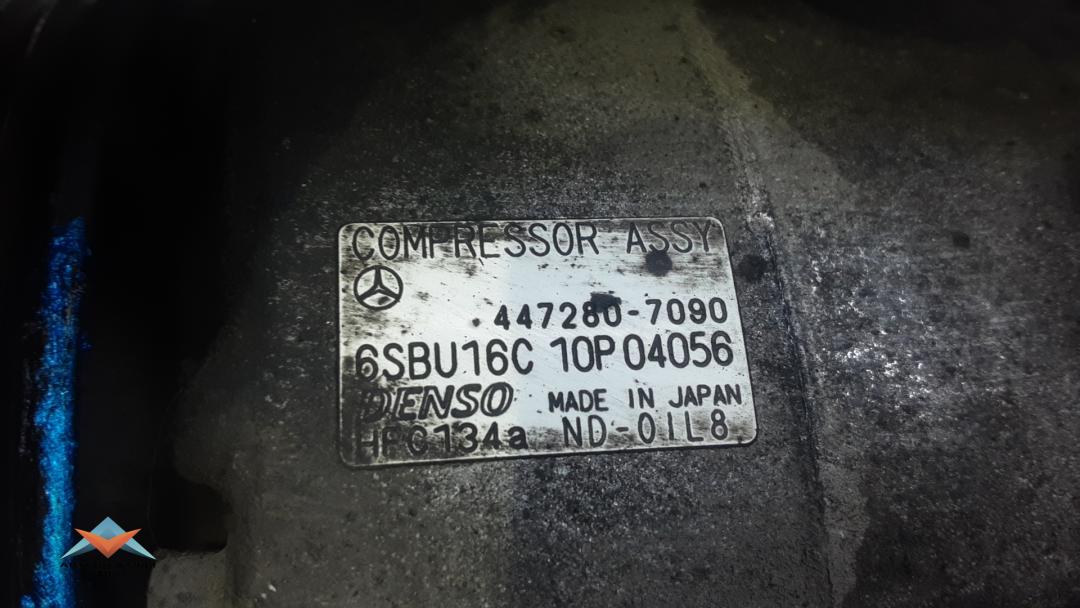 COMPRESSOR ASSY
447280-7090
6SBU16C 10P04056
DENSO MADE IN JAPAN
HFC134a ND-OIL8